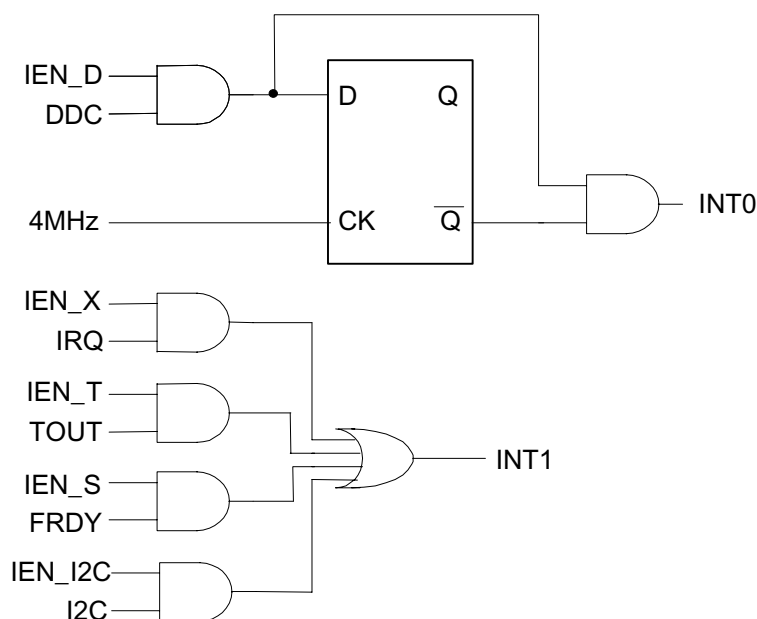 IEN_D
DDC
D
Q
4MHz
CK
Q
INT0
IEN_X
IRQ
IEN_T
TOUT
INT1
IEN_S
FRDY
IEN_I2C
I2C